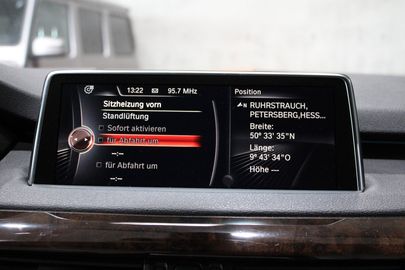 13:22
95.7 MHz
Sitzheizung vorn
Standlüftung
Sofort aktivieren
für Abfahrt um
--:--
für Abfahrt um
--:--
Position
N RUHRSTRAUCH,
PETERSBERG,HESS...
Breite:
50° 33' 35"N
Länge:
9° 43' 34"O
Höhe ---